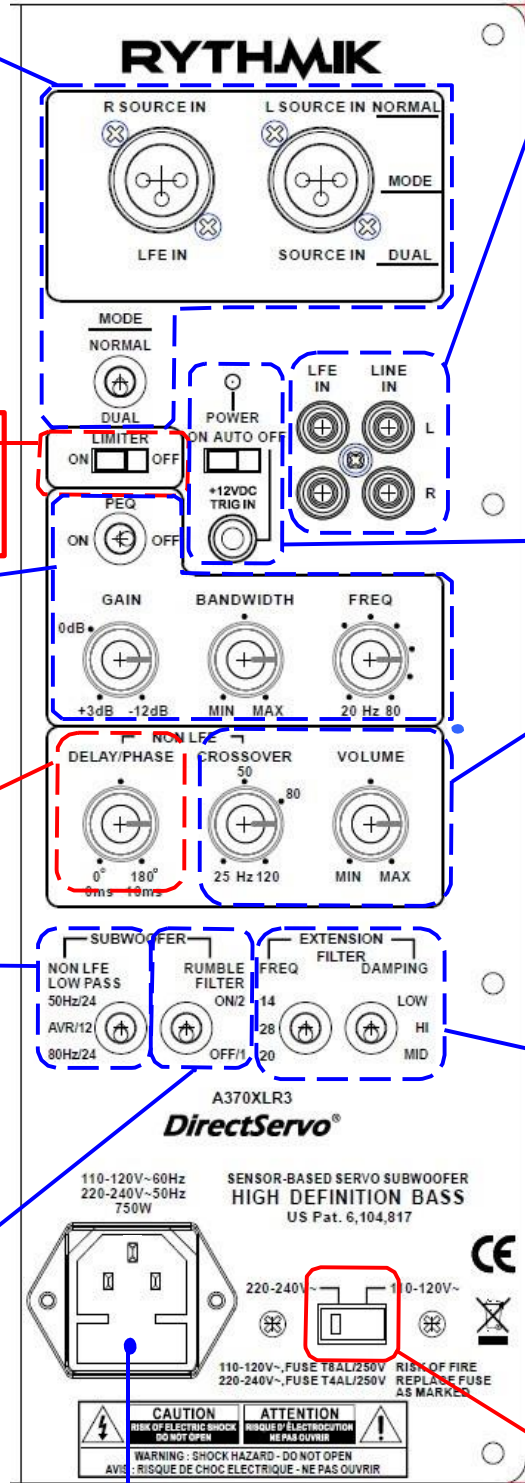 RYTHMIK
R SOURCE IN
L SOURCE IN
NORMAL
MODE
LFE IN
SOURCE IN
DUAL
MODE
NORMAL
DUAL
LIMITER
ON
OFF
POWER
ON AUTO OFF
+12VDC
TRIG IN
LFE
IN
LINE
IN
L
R
PEQ
ON
OFF
GAIN
BANDWIDTH
FREQ
0dB
+3dB
-12dB
MIN
MAX
20 Hz 80
NON LFE
DELAY/PHASE
CROSSOVER
VOLUME
50
80
0°
180°
0ms
16ms
25 Hz 120
MIN
MAX
SUBWOOFER
NON LFE
LOW PASS
50Hz/24
AVR/12
80Hz/24
RUMBLE
FILTER
ON/2
OFF/1
EXTENSION
FILTER
FREQ
DAMPING
14
28
20
LOW
HI
MID
A370XLR3
DirectServo®
110-120V~60Hz
220-240V~50Hz
750W
SENSOR-BASED SERVO SUBWOOFER
HIGH DEFINITION BASS
US Pat. 6,104,817
CE
220-240V~
110-120V~
110-120V~,FUSE T8AL/250V
220-240V~,FUSE T4AL/250V
RISK OF FIRE
REPLACE FUSE
AS MARKED
CAUTION
RISK OF ELECTRIC SHOCK
DO NOT OPEN
ATTENTION
RISQUE D'ÉLECTROCUTION
NE PAS OUVRIR
WARNING : SHOCK HAZARD - DO NOT OPEN
AVIS : RISQUE DE CHOC ELECTRIQUE - NE PAS OUVRIR